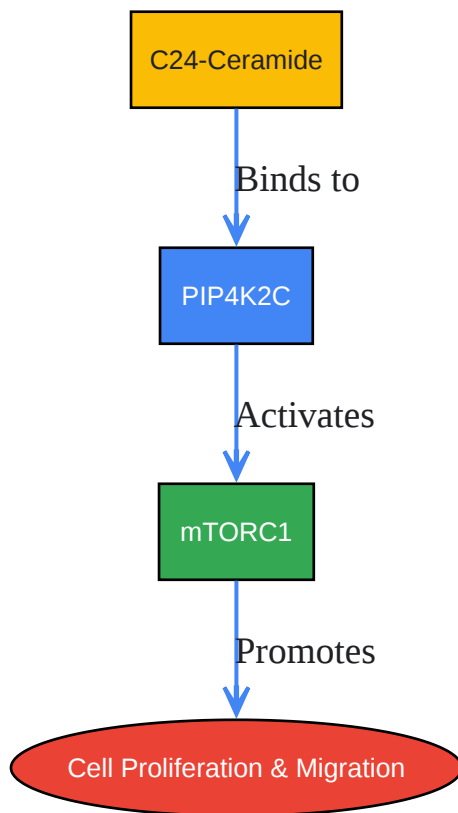 C24-Ceramide
Binds to
PIP4K2C
Activates
mTORC1
Promotes
Cell Proliferation & Migration